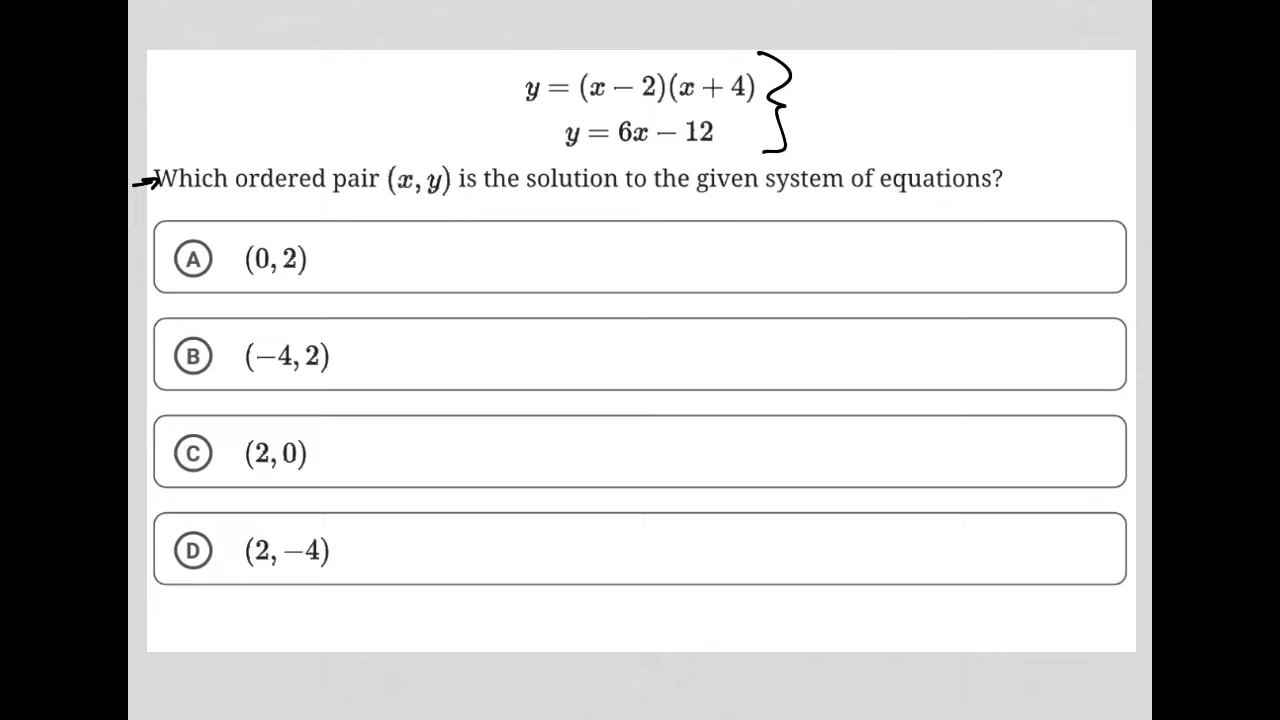 y = (x − 2)(x + 4)
y = 6x − 12
Which ordered pair (x, y) is the solution to the given system of equations?
A (0, 2)
B (−4, 2)
C (2, 0)
D (2, −4)